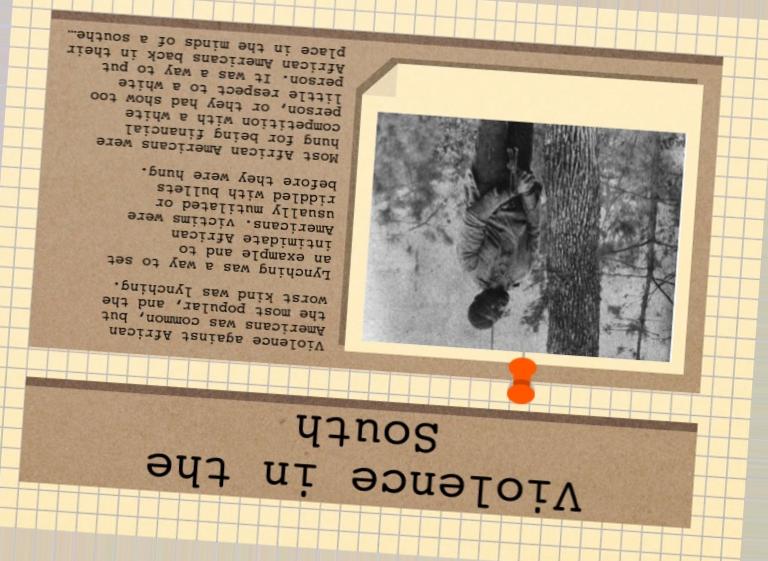 Violence in the
South
Violence against African
Americans was common, but
the most popular, and the
worst kind was lynching.
Lynching was a way to set
an example and to
intimidate African
Americans. victims were
usually mutilated or
riddled with bullets
before they were hung.
Most African Americans were
hung for being financial
competition with a white
person, or they had show too
little respect to a white
person. It was a way to put
African Americans back in their
place in the minds of a southe…